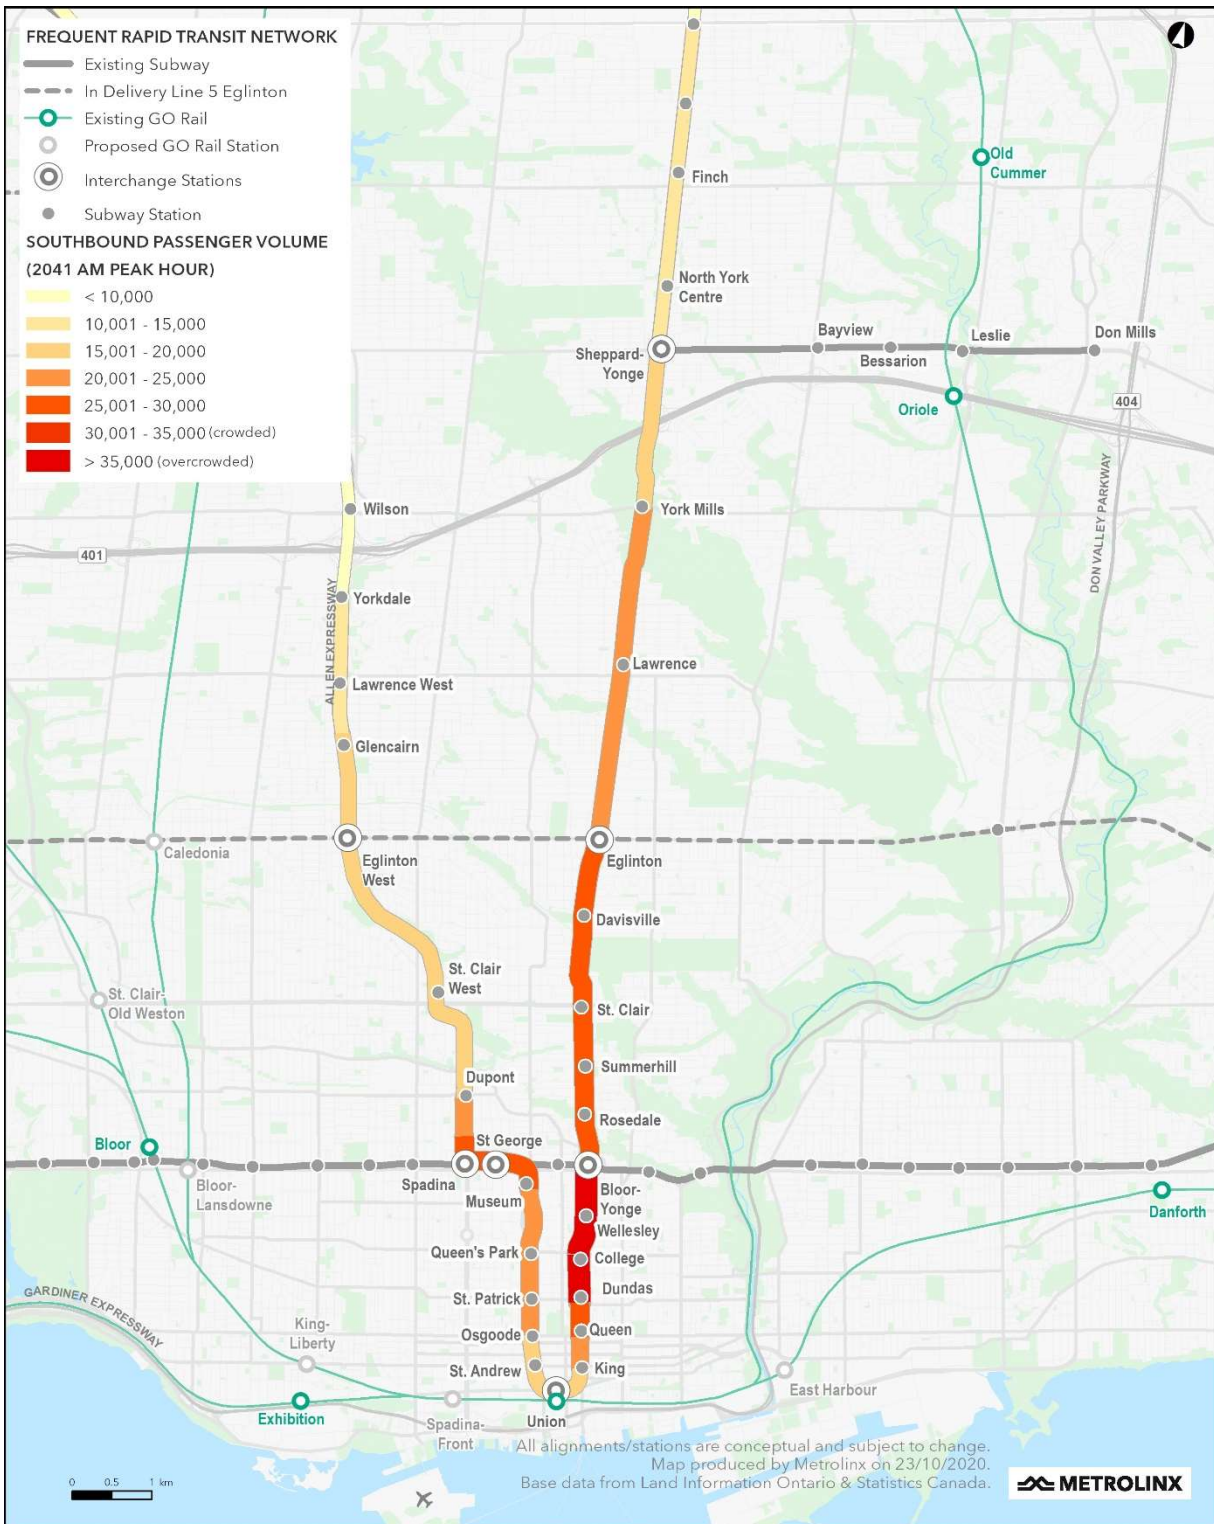 FREQUENT RAPID TRANSIT NETWORK
Existing Subway
In Delivery Line 5 Eglinton
Existing GO Rail
Proposed GO Rail Station
Interchange Stations
Subway Station
SOUTHBOUND PASSENGER VOLUME
(2041 AM PEAK HOUR)
< 10,000
10,001 - 15,000
15,001 - 20,000
20,001 - 25,000
25,001 - 30,000
30,001 - 35,000 (crowded)
> 35,000 (overcrowded)
Old
Cummer
Finch
North York
Centre
Sheppard-
Yonge
Bayview
Bessarion
Leslie
Don Mills
Oriole
404
DON VALLEY PARKWAY
Wilson
York Mills
401
ALLEN EXPRESSWAY
Yorkdale
Lawrence West
Lawrence
Glencairn
Caledonia
Eglinton
West
Eglinton
Davisville
St. Clair
West
St. Clair-
Old Weston
St. Clair
Summerhill
Dupont
Rosedale
Bloor
St George
Spadina
Museum
Bloor-
Lansdowne
Bloor-
Yonge
Wellesley
Danforth
Queen's Park
College
St. Patrick
Dundas
GARDINER EXPRESSWAY
King-
Liberty
Osgoode
Queen
St. Andrew
King
East Harbour
Exhibition
Spadina-
Front
Union
All alignments/stations are conceptual and subject to change.
Map produced by Metrolinx on 23/10/2020.
Base data from Land Information Ontario & Statistics Canada.
0 0.5 1 km
METROLINX